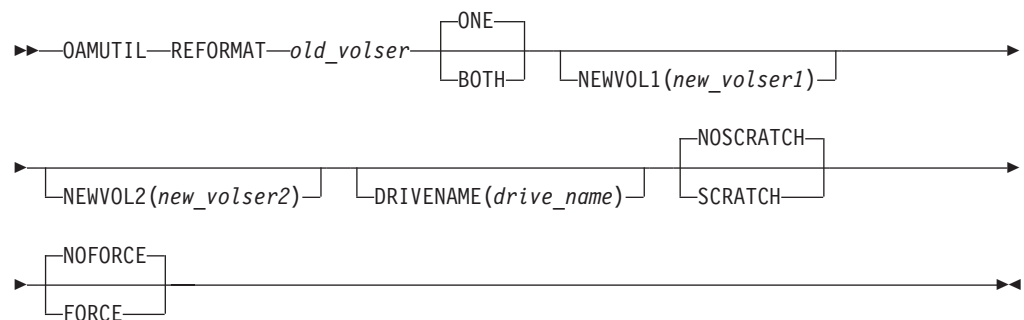 ONE
OAMUTIL REFORMAT old_volser
BOTH NEWVOL1(new_volser1)
NOSCRATCH
NEWVOL2(new_volser2) DRIVENAME(drive_name) SCRATCH
NOFORCE
FORCE